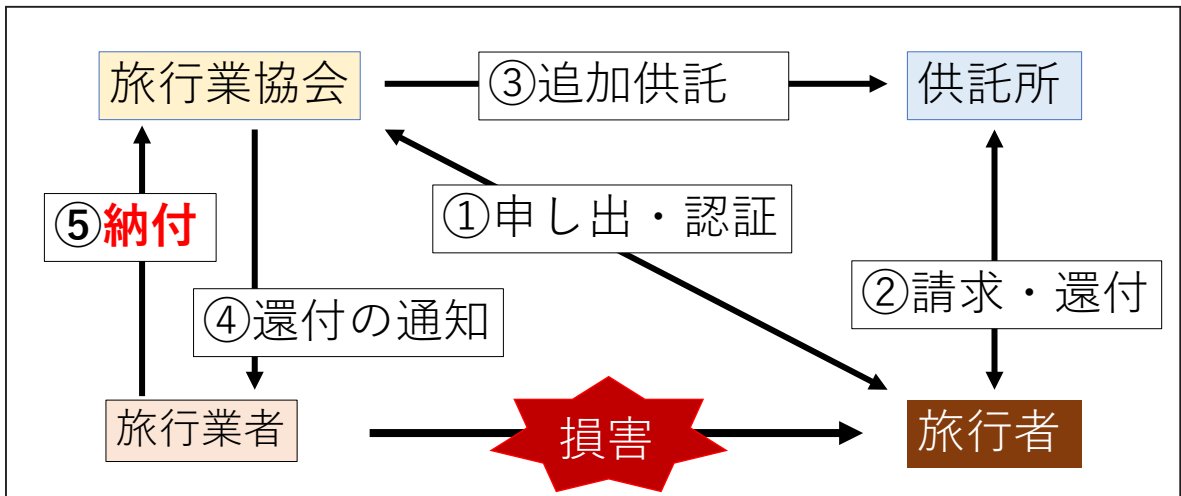 旅行業協会
③追加供託
供託所
①申し出・認証
⑤納付
②請求・還付
④還付の通知
旅行業者
損害
旅行者